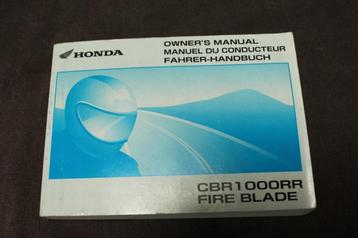 HONDA
OWNER'S MANUAL
MANUEL DU CONDUCTEUR
FAHRER-HANDBUCH
CBR1000RR
FIRE BLADE